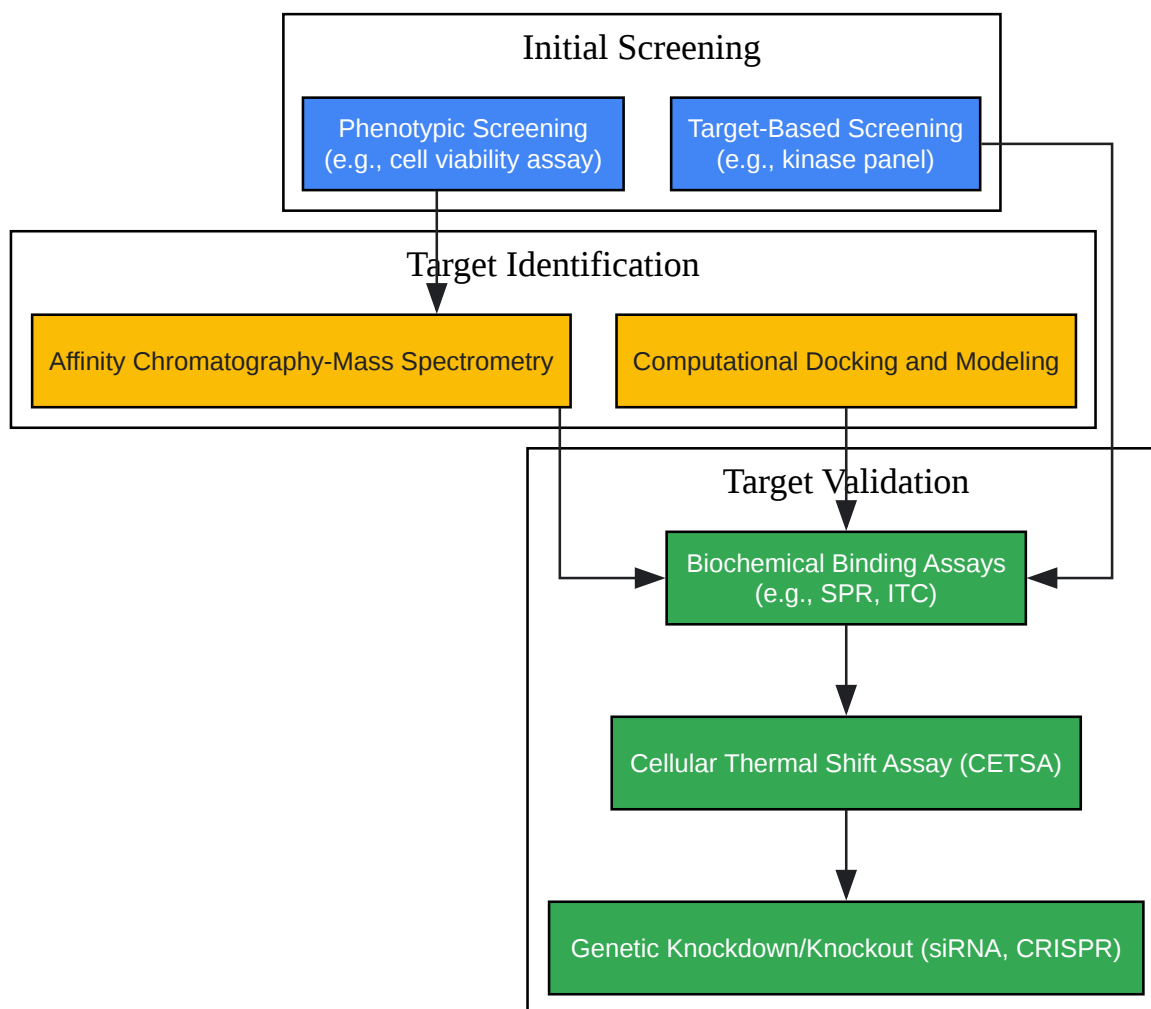 Initial Screening
Phenotypic Screening
(e.g., cell viability assay)
Target-Based Screening
(e.g., kinase panel)
Target Identification
Affinity Chromatography-Mass Spectrometry
Computational Docking and Modeling
Target Validation
Biochemical Binding Assays
(e.g., SPR, ITC)
Cellular Thermal Shift Assay (CETSA)
Genetic Knockdown/Knockout (siRNA, CRISPR)